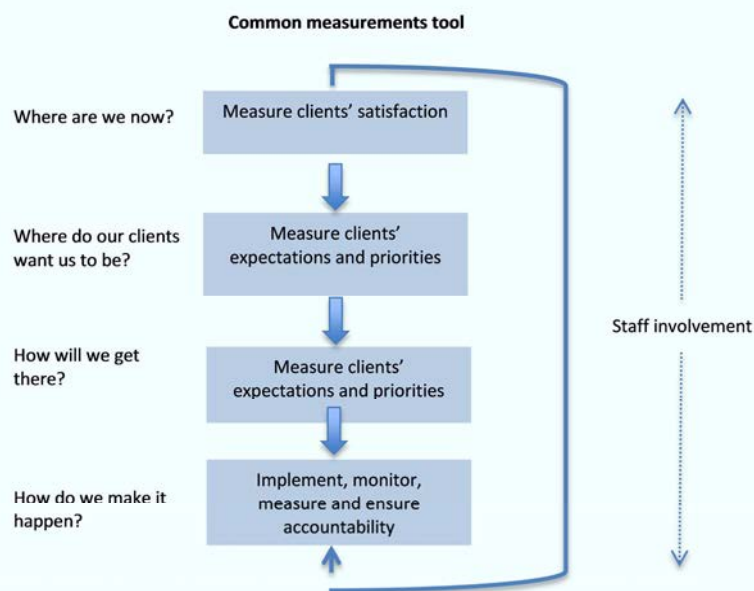 Common measurements tool
Where are we now?
Measure clients' satisfaction
Where do our clients
want us to be?
Measure clients'
expectations and priorities
How will we get
there?
Measure clients'
expectations and priorities
How do we make it
happen?
Implement, monitor,
measure and ensure
accountability
Staff involvement